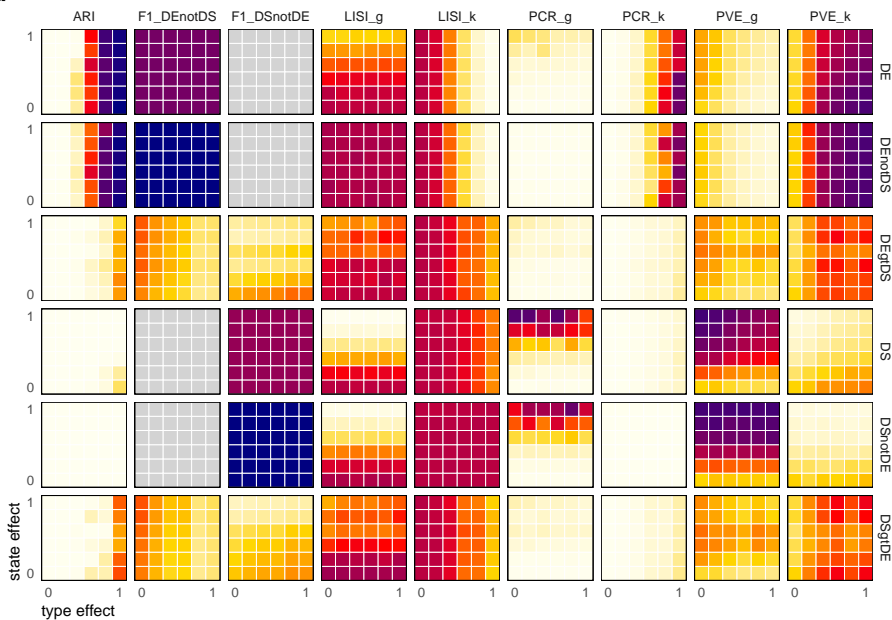 ARI F1_DEnotDS F1_DSnotDE LISI_g LISI_k PCR_g PCR_k PVE_g PVE_k
1
0
DE
1
0
DEnotDS
1
0
DEgtDS
1
0
DS
1
0
DSnotDE
1
0
DSgtDE
state effect
0 1 0 1 0 1 0 1 0 1 0 1 0 1 0 1 0 1
type effect